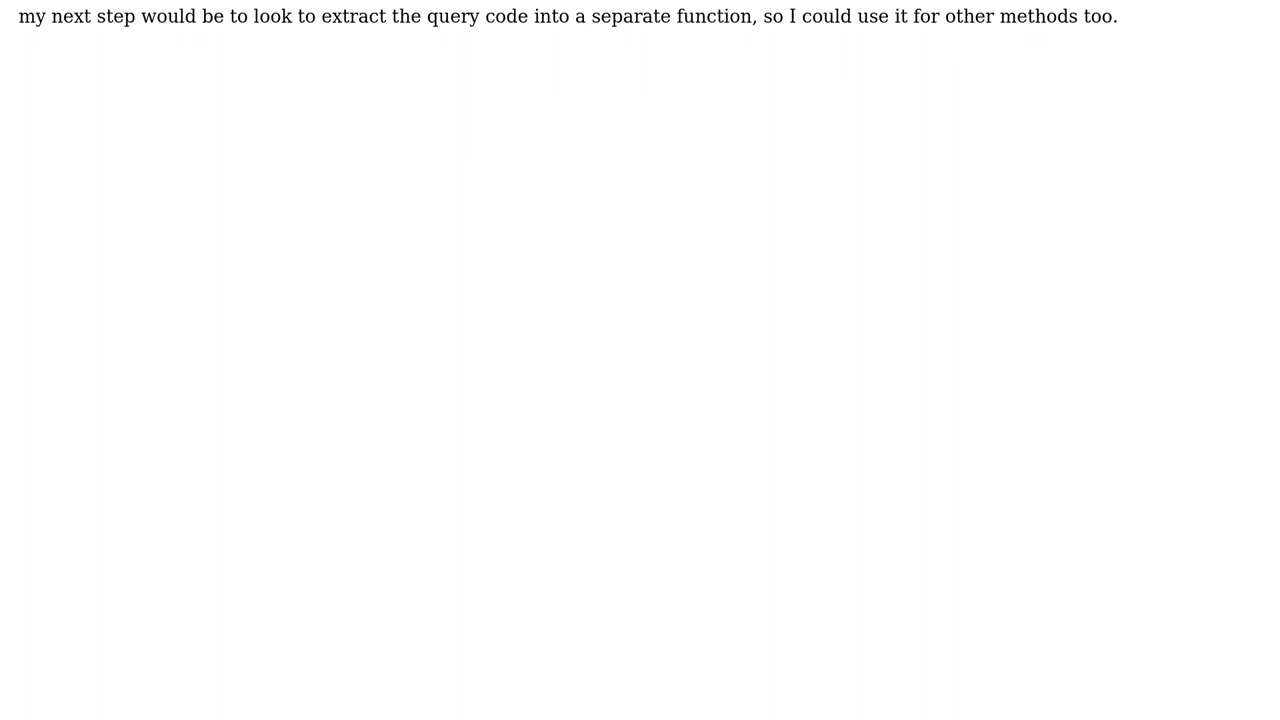 my next step would be to look to extract the query code into a separate function, so I could use it for other methods too.